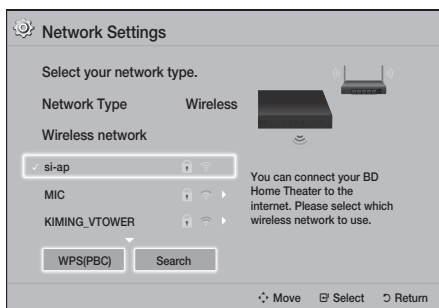 Network Settings
Select your network type.
Network Type Wireless
Wireless network
si-ap
MIC
KIMING_VTOWER
WPS(PBC) Search
You can connect your BD
Home Theater to the
internet. Please select which
wireless network to use.
Move Select Return